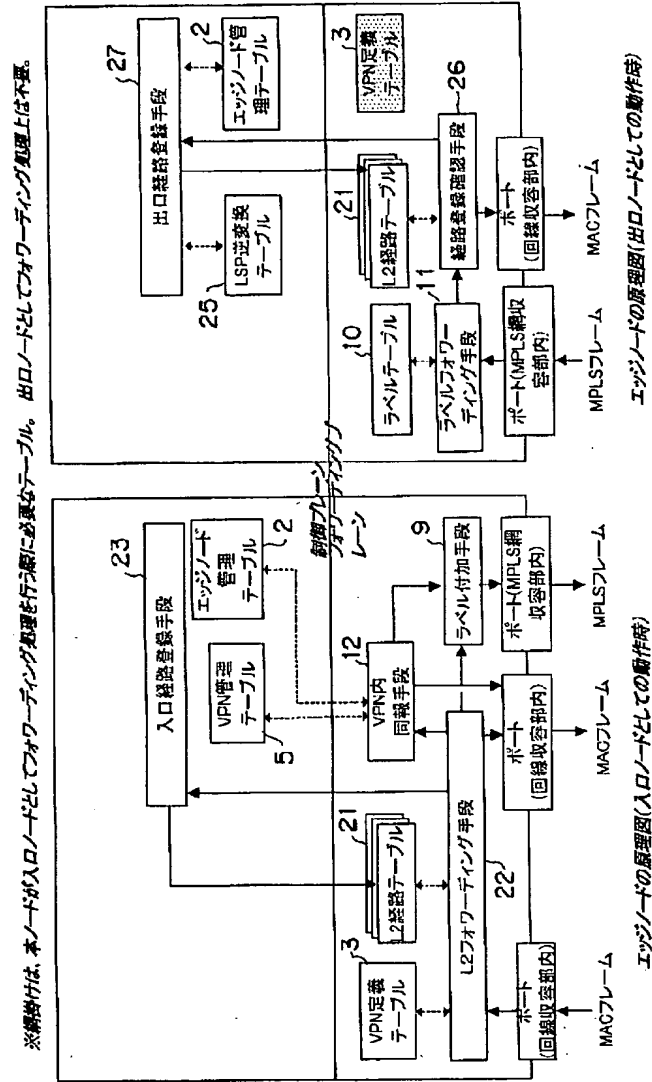 ※網掛けは、本ノードが入口ノードとしてフォワーディング処理を行う際に必要なテーブル。 出口ノードとしてフォワーディング処理上は不要。
23
入口経路登録手段
エッジノード
管理
テーブル
2
VPN管理
テーブル
5
制御プレーン
フォワーディングプ
レーン
21
L2経路テーブル
3
VPN定義
テーブル
12
VPN内
同報手段
9
ラベル付加手段
L2フォワーディング手段
22
ポート
(回線収容部内)
ポート
(回線収容部内)
ポート(MPLS網
収容部内)
MACフレーム
MACフレーム
MPLSフレーム
エッジノードの原理図(入口ノードとしての動作時)
27
出口経路登録手段
LSP逆変換
テーブル
25
エッジノード管
理テーブル
2
3
VPN定義
テーブル
10
ラベルテーブル
21
L2経路テーブル
11
ラベルフォワー
ディング手段
経路登録確認手段
26
ポート(MPLS網収
容部内)
ポート
(回線収容部内)
MPLSフレーム
MACフレーム
エッジノードの原理図(出口ノードとしての動作時)